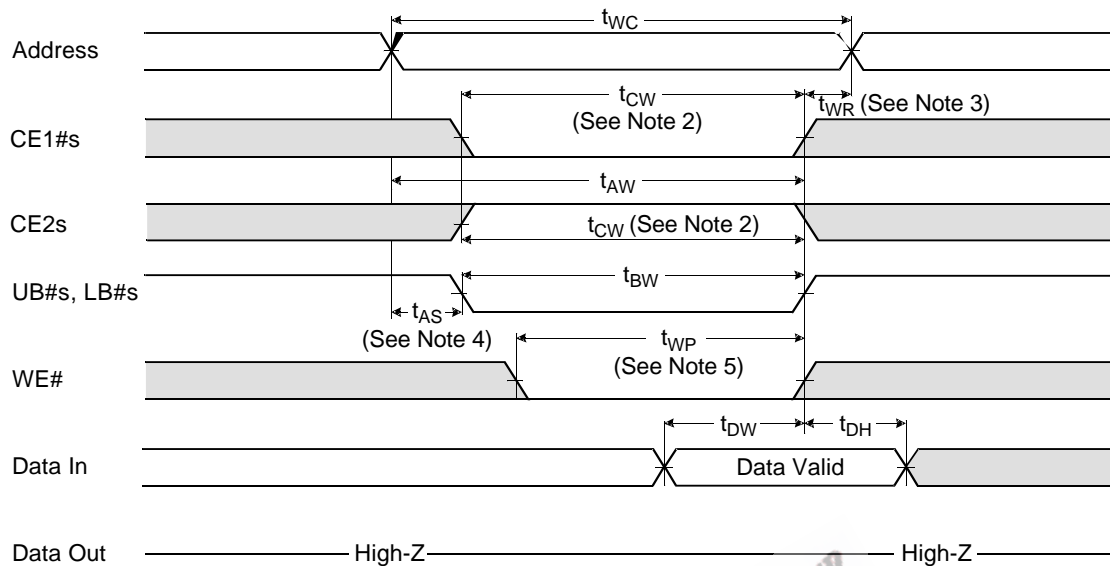 tWC
Address
tCW
(See Note 2)
tWR (See Note 3)
CE1#s
tAW
CE2s
tCW (See Note 2)
UB#s, LB#s
tBW
tAS
(See Note 4)
tWP
(See Note 5)
WE#
tDW
tDH
Data In
Data Valid
Data Out
High-Z
High-Z